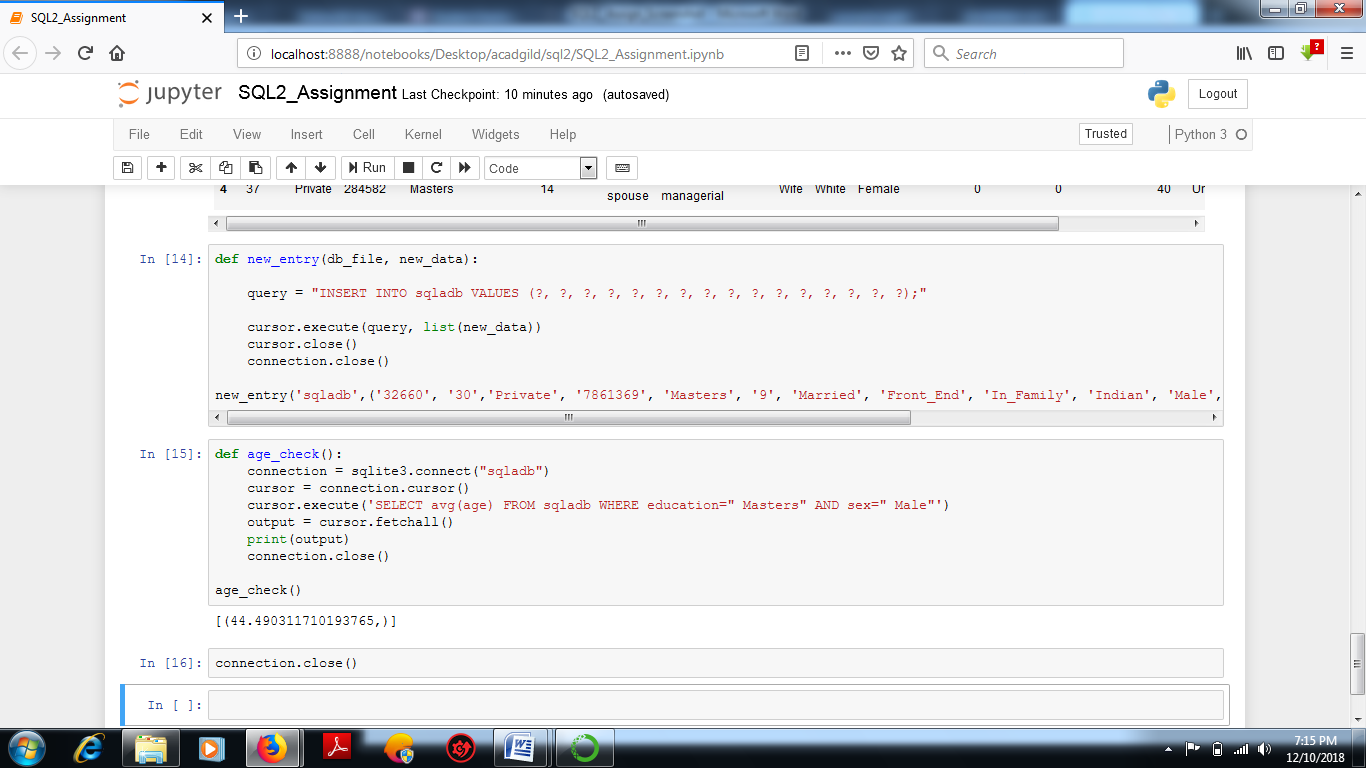 SQL2_Assignment
localhost:8888/notebooks/Desktop/acadgild/sql2/SQL2_Assignment.ipynb
Search
jupyter SQL2_Assignment Last Checkpoint: 10 minutes ago (autosaved)
Logout
File Edit View Insert Cell Kernel Widgets Help
Trusted
Python 3
Run
Code
4 37 Private 284582 Masters 14 spouse managerial Wife White Female 0 0 40 Ur
In [14]: def new_entry(db_file, new_data):
query = "INSERT INTO sqladb VALUES (?, ?, ?, ?, ?, ?, ?, ?, ?, ?, ?, ?, ?, ?, ?, ?);"
cursor.execute(query, list(new_data))
cursor.close()
connection.close()
new_entry('sqladb',('32660', '30','Private', '7861369', 'Masters', '9', 'Married', 'Front_End', 'In_Family', 'Indian', 'Male',
In [15]: def age_check():
connection = sqlite3.connect("sqladb")
cursor = connection.cursor()
cursor.execute('SELECT avg(age) FROM sqladb WHERE education=" Masters" AND sex=" Male"')
output = cursor.fetchall()
print(output)
connection.close()
age_check()
[(44.490311710193765,)]
In [16]: connection.close()
In [ ]:
7:15 PM
12/10/2018